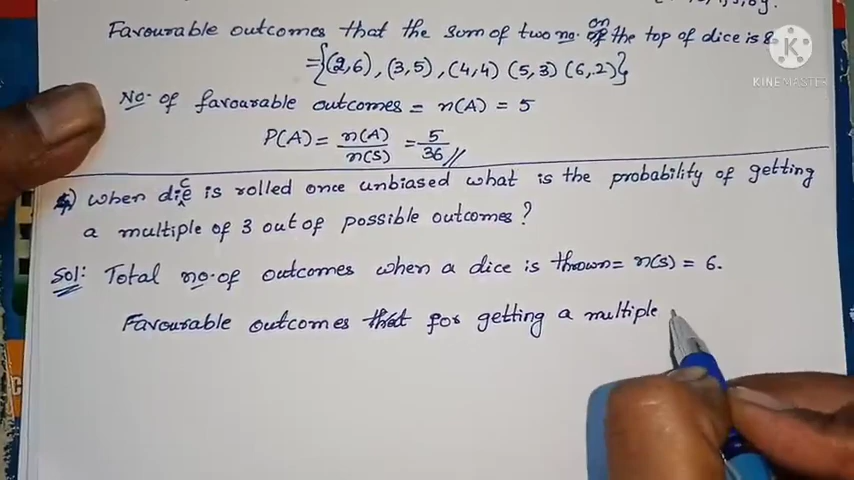 Favourable outcomes that the sum of two no. on of the top of dice is 8.
= {(2,6), (3,5), (4,4) (5,3) (6,2)}
No. of favourable outcomes = n(A) = 5
P(A) = n(A)/n(S) = 5/36 //
when dice is rolled once unbiased what is the probability of getting
a multiple of 3 out of possible outcomes?
Sol: Total no. of outcomes when a dice is thrown = n(S) = 6.
Favourable outcomes that for getting a multiple
K
KINEMASTER